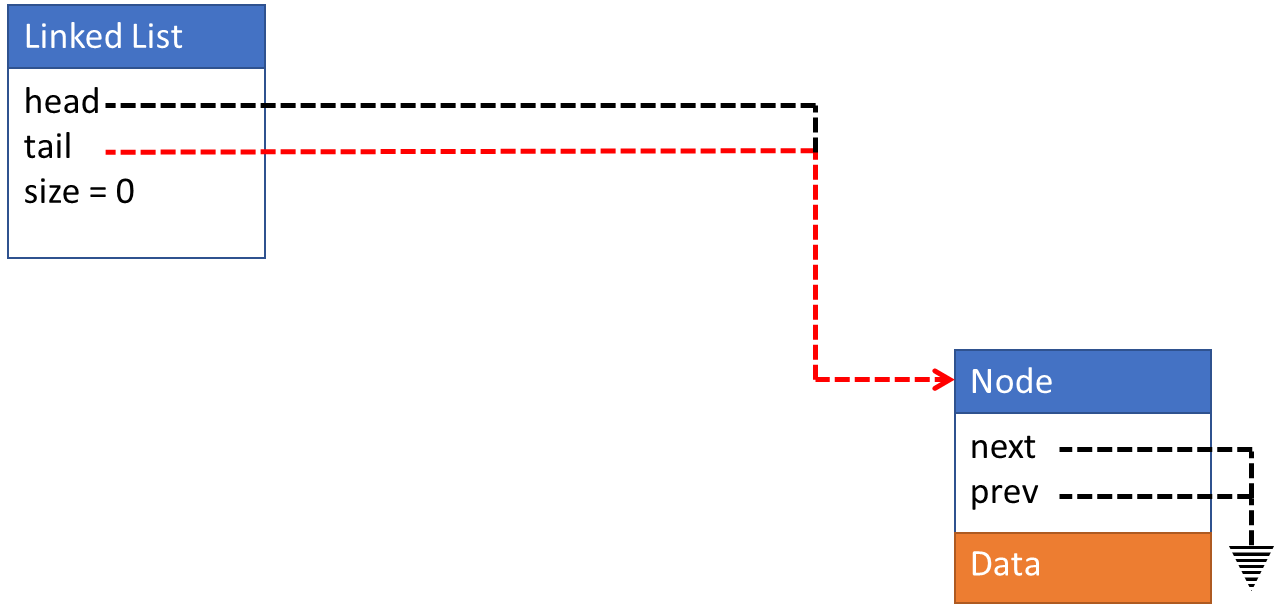 Linked List
head
tail
size = 0
Node
next
prev
Data